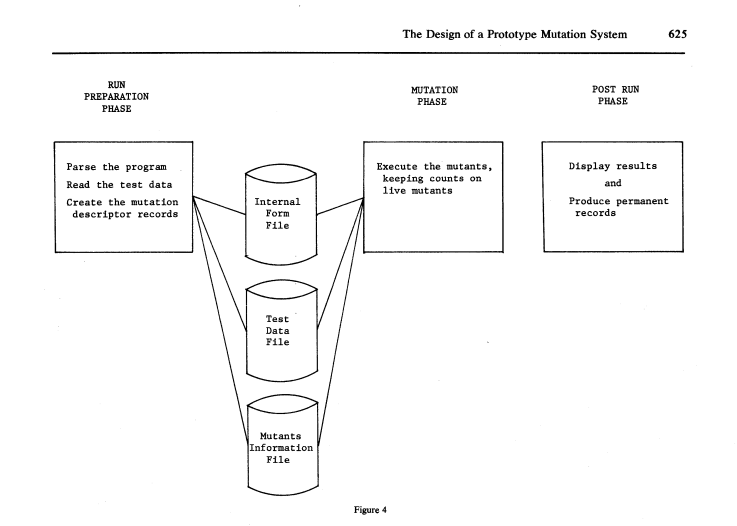 The Design of a Prototype Mutation System 625
RUN
PREPARATION
PHASE
MUTATION
PHASE
POST RUN
PHASE
Parse the program
Read the test data
Create the mutation
descriptor records
Internal
Form
File
Execute the mutants,
keeping counts on
live mutants
Display results
and
Produce permanent
records
Test
Data
File
Mutants
Information
File
Figure 4